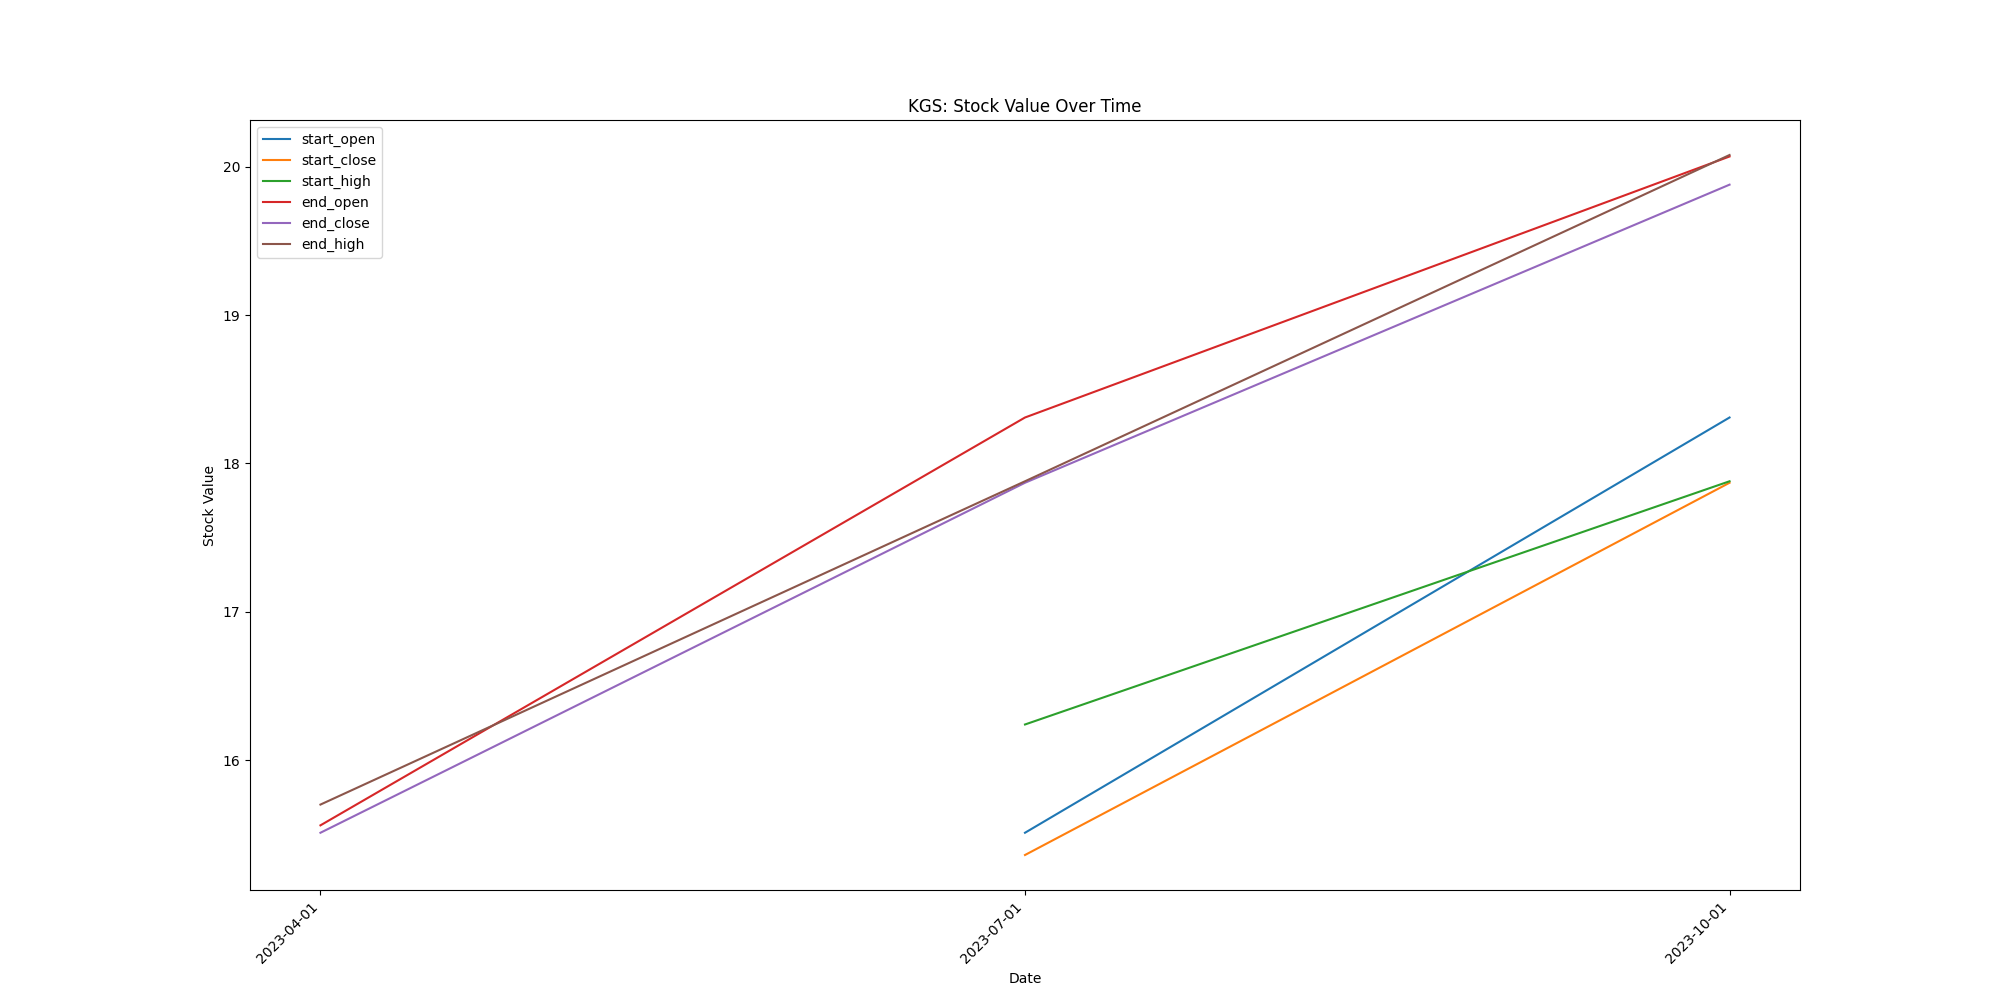 KGS: Stock Value Over Time
start_open
start_close
start_high
end_open
end_close
end_high
20
19
18
17
16
Stock Value
2023-04-01
2023-07-01
2023-10-01
Date